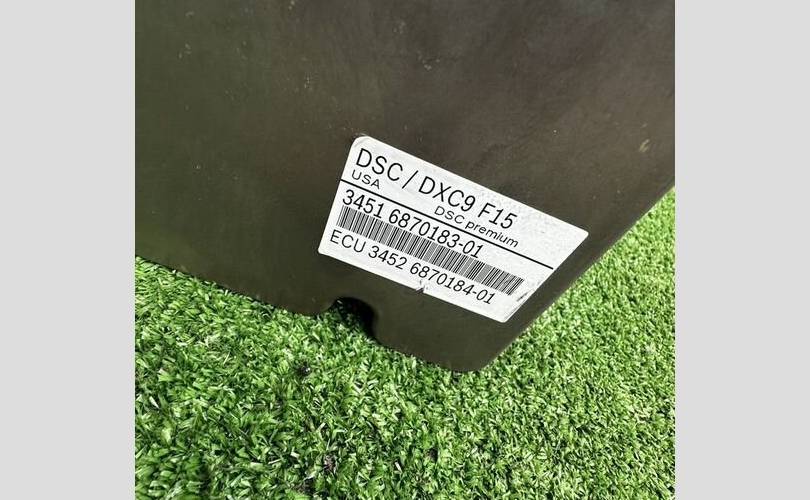 DSC / DXC9 F15
USA DSC premium
3451 6870183-01
ECU 3452 6870184-01